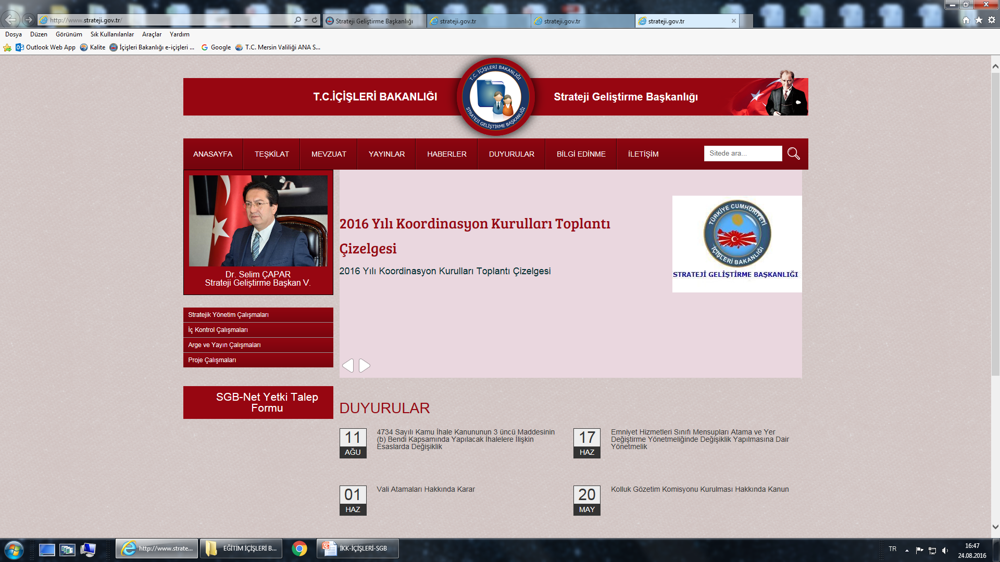 http://www.strateji.gov.tr/
Strateji Geliştirme Başkanlığı
strateji.gov.tr
strateji.gov.tr
strateji.gov.tr
Dosya Düzen Görünüm Sık Kullanılanlar Araçlar Yardım
Outlook Web App Kalite İçişleri Bakanlığı e-içişleri ... Google T.C. Mersin Valiliği ANA S...
T.C.İÇİŞLERİ BAKANLIĞI
T.C. İÇİŞLERİ BAKANLIĞI
STRATEJİ GELİŞTİRME BAŞKANLIĞI
Strateji Geliştirme Başkanlığı
ANASAYFA TEŞKİLAT MEVZUAT YAYINLAR HABERLER DUYURULAR BİLGİ EDİNME İLETİŞİM
Sitede ara...
Dr. Selim ÇAPAR
Strateji Geliştirme Başkan V.
Stratejik Yönetim Çalışmaları
İç Kontrol Çalışmaları
Arge ve Yayın Çalışmaları
Proje Çalışmaları
SGB-Net Yetki Talep
Formu
2016 Yılı Koordinasyon Kurulları Toplantı
Çizelgesi
2016 Yılı Koordinasyon Kurulları Toplantı Çizelgesi
TÜRKİYE CUMHURİYETİ
İÇİŞLERİ BAKANLIĞI
STRATEJİ GELİŞTİRME BAŞKANLIĞI
DUYURULAR
11
AĞU
4734 Sayılı Kamu İhale Kanununun 3 üncü Maddesinin
(b) Bendi Kapsamında Yapılacak İhalelere İlişkin
Esaslarda Değişiklik
17
HAZ
Emniyet Hizmetleri Sınıfı Mensupları Atama ve Yer
Değiştirme Yönetmeliğinde Değişiklik Yapılmasına Dair
Yönetmelik
01
HAZ
Vali Atamaları Hakkında Karar
20
MAY
Kolluk Gözetim Komisyonu Kurulması Hakkında Kanun
http://www.strate...
EĞİTİM İÇİŞLERİ B...
İKK-İÇİŞLERİ-SGB
TR
16:47
24.08.2016